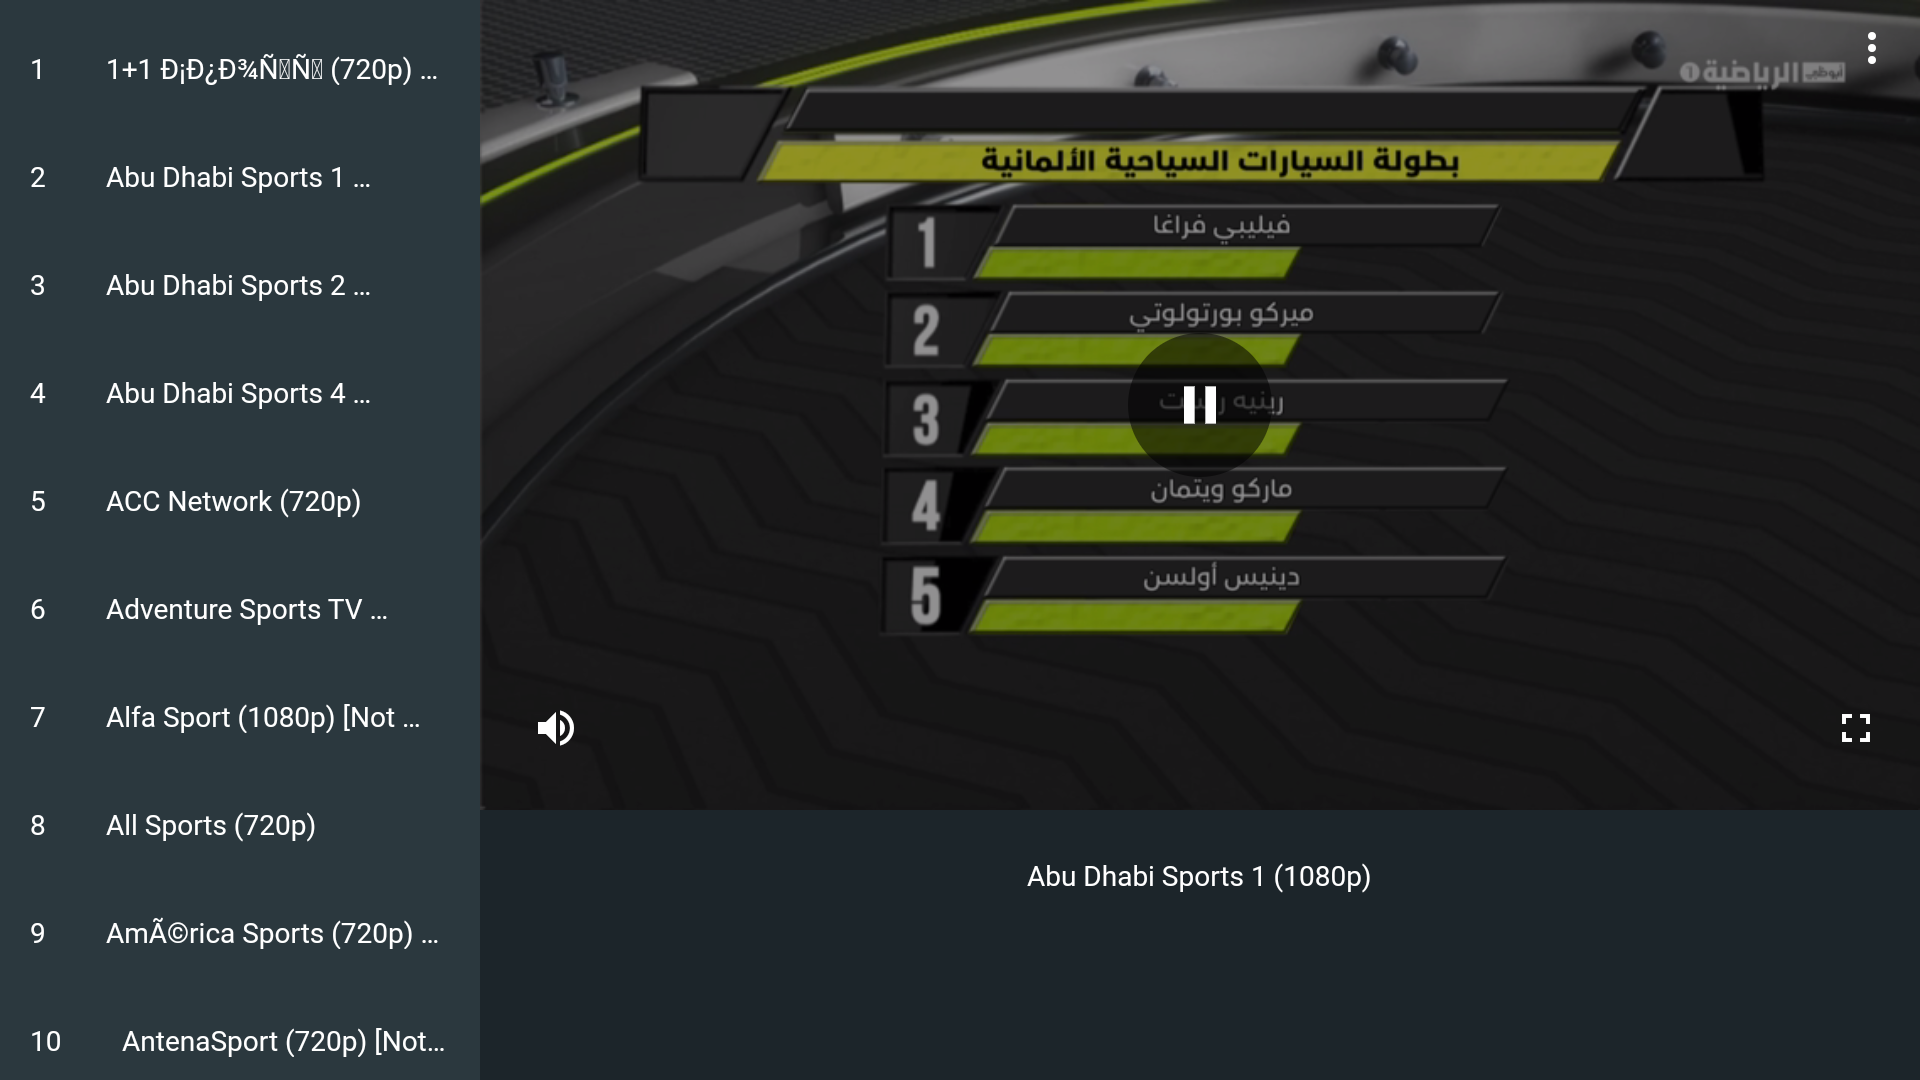 1 1+1 Ð¡Ð¿Ð¾Ñ Ñ (720p) ...
2 Abu Dhabi Sports 1 ...
3 Abu Dhabi Sports 2 ...
4 Abu Dhabi Sports 4 ...
5 ACC Network (720p)
6 Adventure Sports TV ...
7 Alfa Sport (1080p) [Not ...
8 All Sports (720p)
9 AmÃ©rica Sports (720p) ...
10 AntenaSport (720p) [Not...
أبوظبي الرياضية 1
بطولة السيارات السياحية الألمانية
1 فيليبي فراغا
2 ميركو بورتولوتي
3 رينيه
4 ماركو ويتمان
5 دينيس أولسن
Abu Dhabi Sports 1 (1080p)